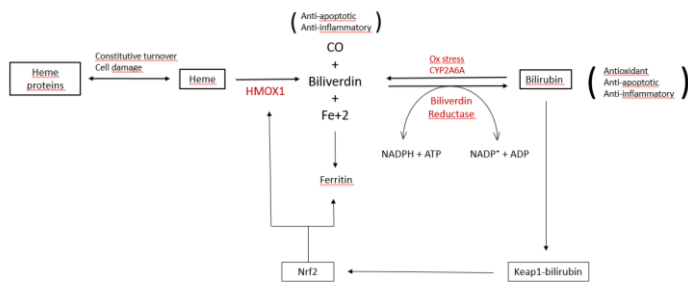 Anti-apoptotic
Anti-inflammatory
CO
+
Biliverdin
+
Fe+2
Constitutive turnover
Cell damage
Heme
proteins
Heme
HMOX1
Ox stress
CYP2A6A
Biliverdin
Reductase
Bilirubin
Antioxidant
Anti-apoptotic
Anti-inflammatory
NADPH + ATP
NADP⁺ + ADP
Ferritin
Nrf2
Keap1-bilirubin